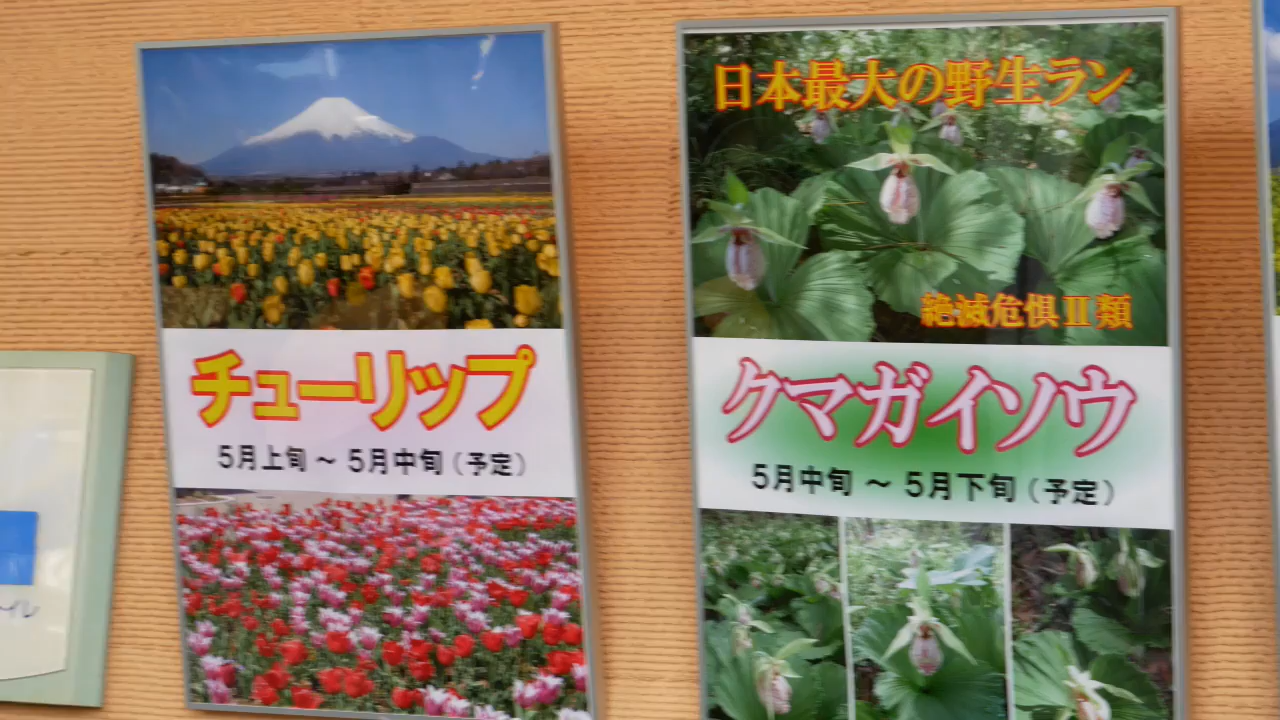 チューリップ
5月上旬 ～ 5月中旬（予定）
日本最大の野生ラン
絶滅危惧Ⅱ類
クマガイソウ
5月中旬 ～ 5月下旬（予定）
ール